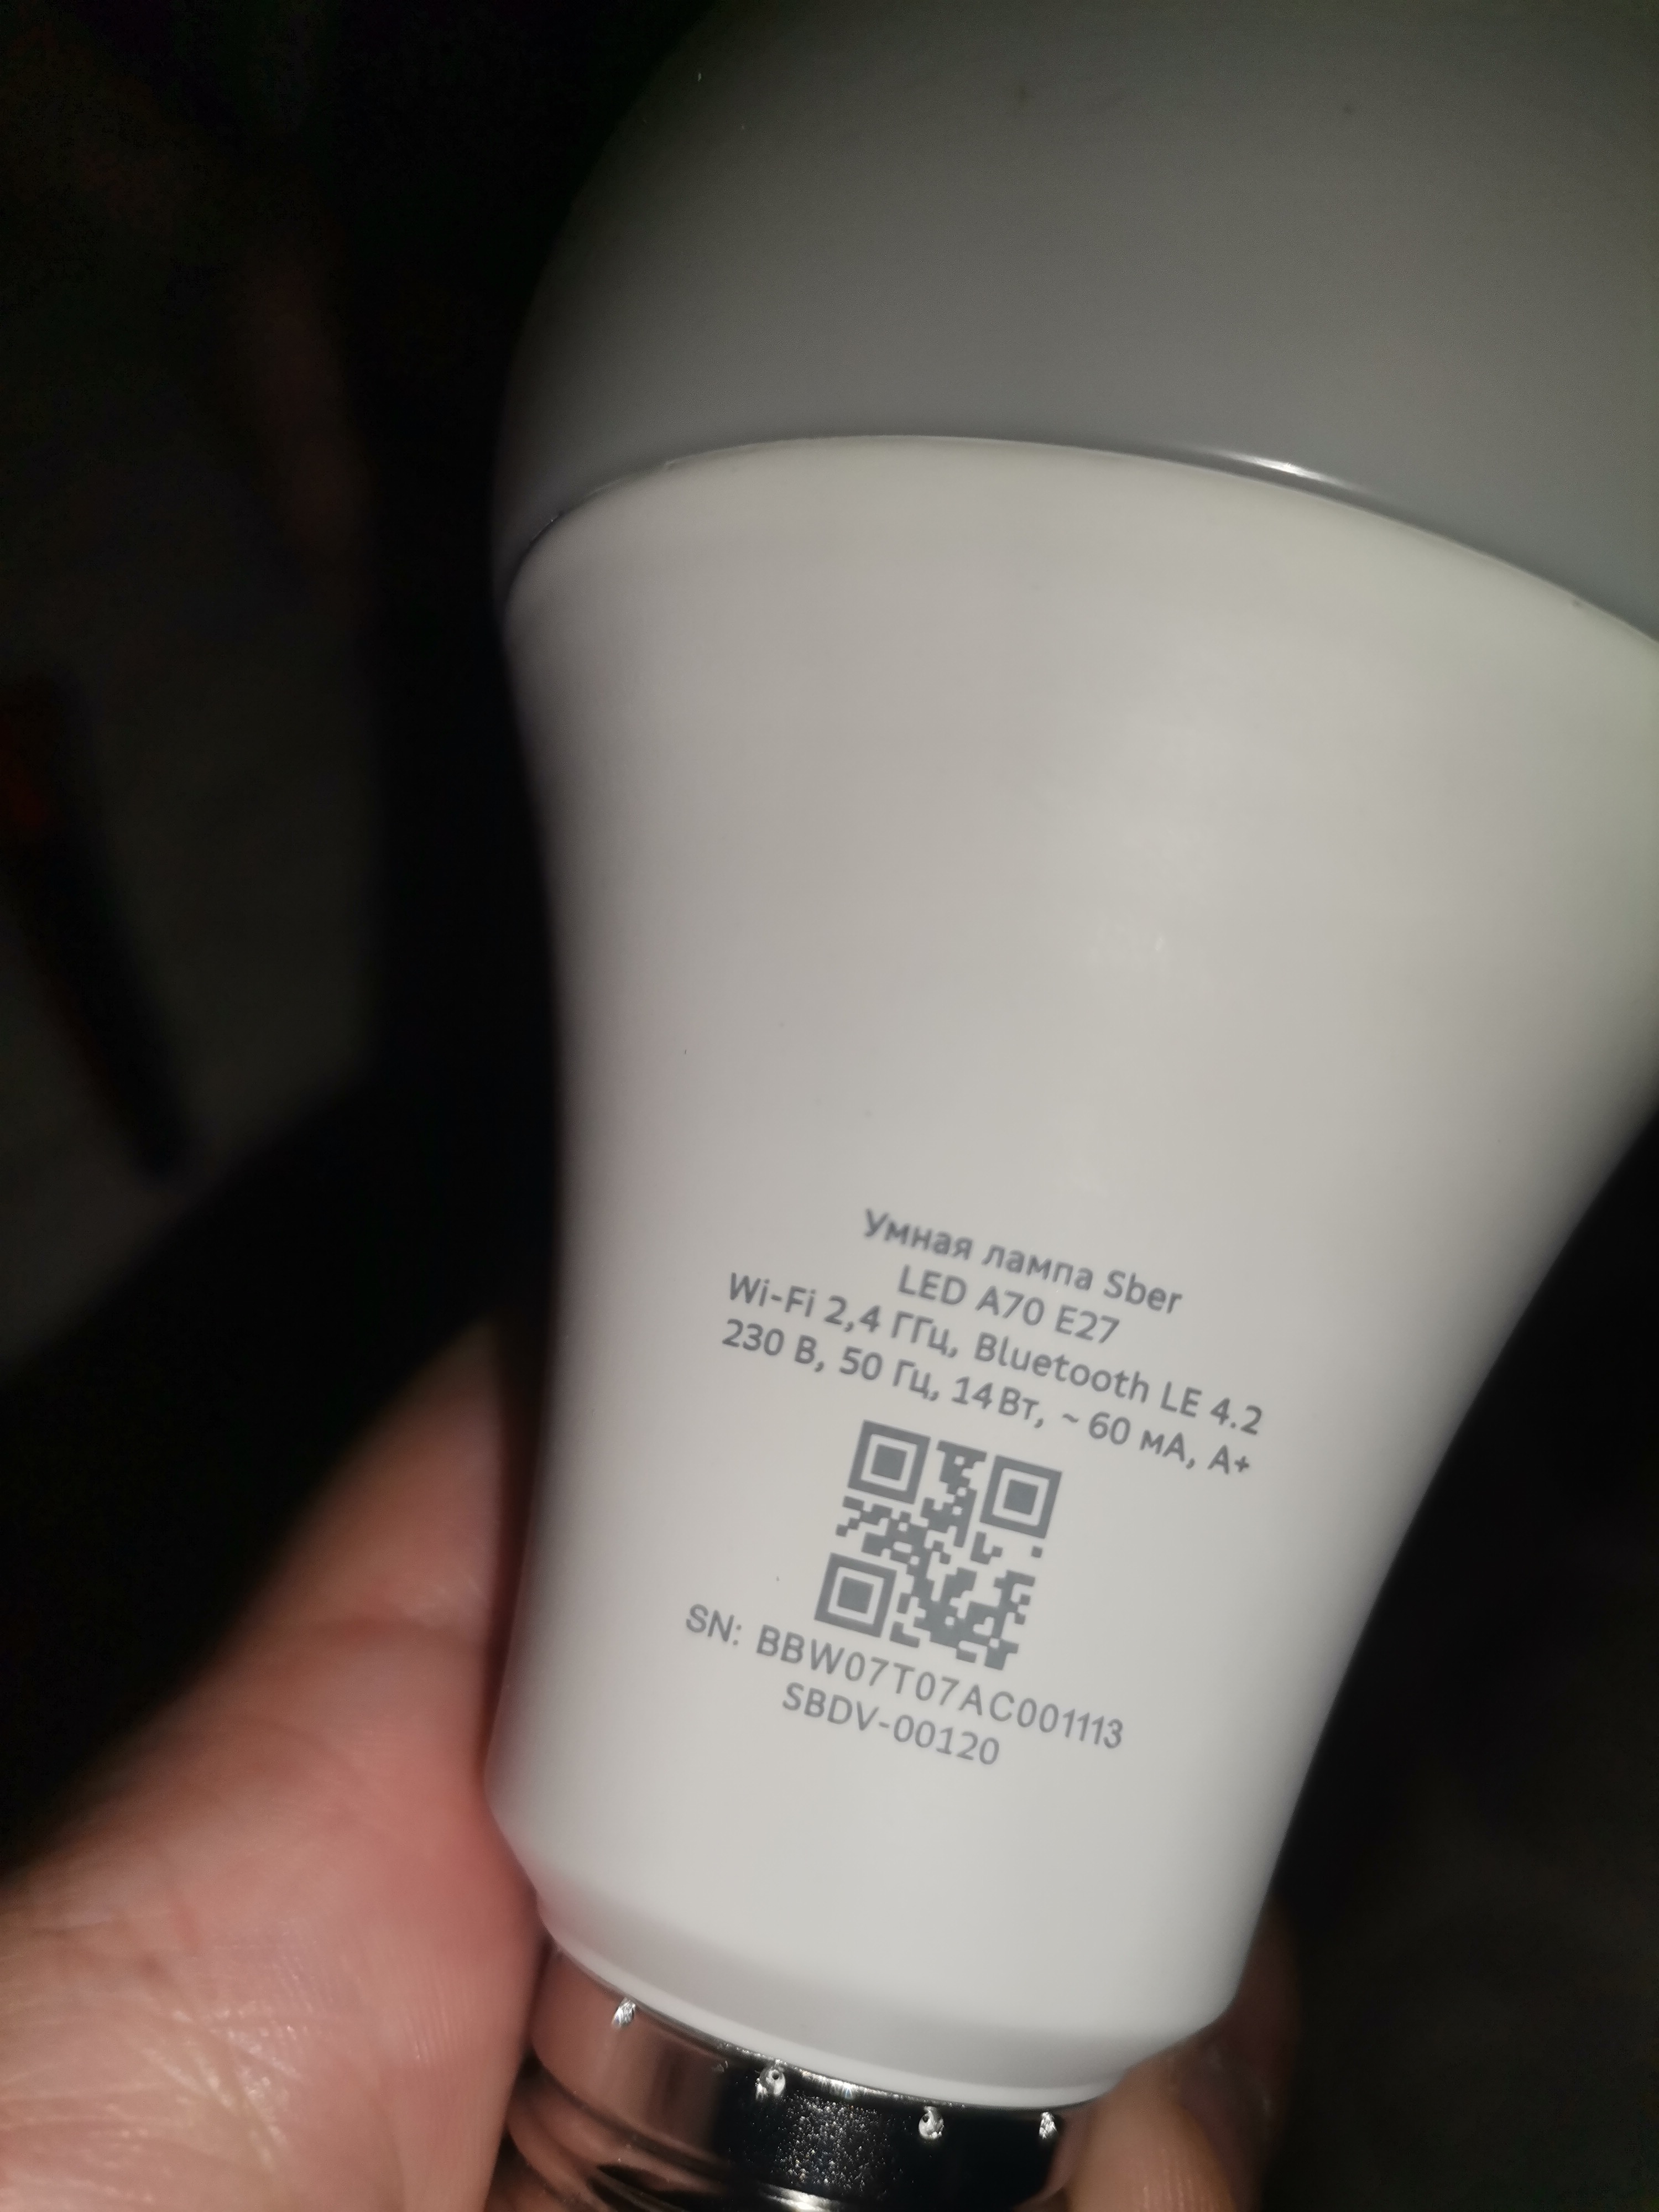 Умная лампа Sber
LED A70 E27
Wi-Fi 2,4 ГГц, Bluetooth LE 4.2
230 В, 50 Гц, 14 Вт, ~ 60 мА, A+
SN: BBW07T07AC001113
SBDV-00120